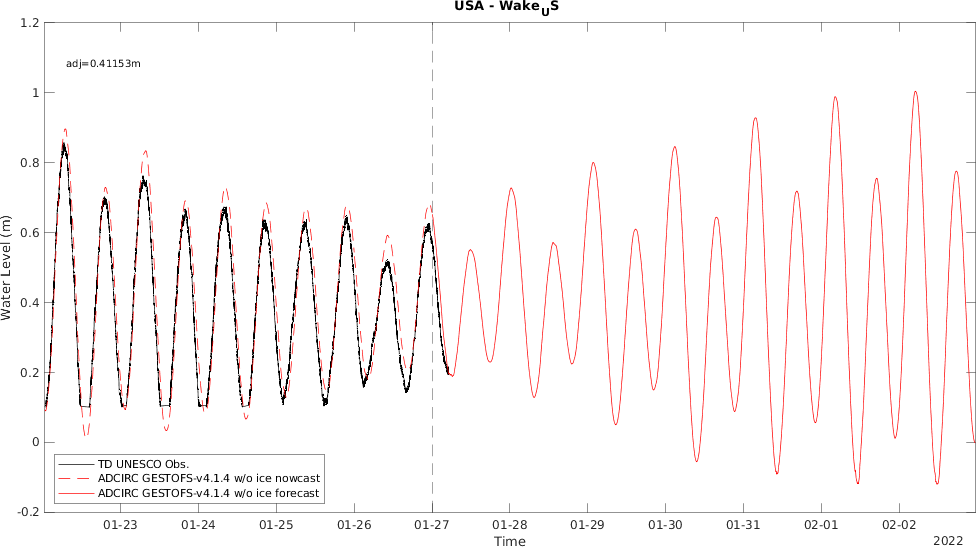 USA - Wake_US
1.2
adj=0.41153m
1
0.8
0.6
0.4
0.2
0
-0.2
Water Level (m)
TD UNESCO Obs.
ADCIRC GESTOFS-v4.1.4 w/o ice nowcast
ADCIRC GESTOFS-v4.1.4 w/o ice forecast
01-23 01-24 01-25 01-26 01-27 01-28 01-29 01-30 01-31 02-01 02-02
Time
2022